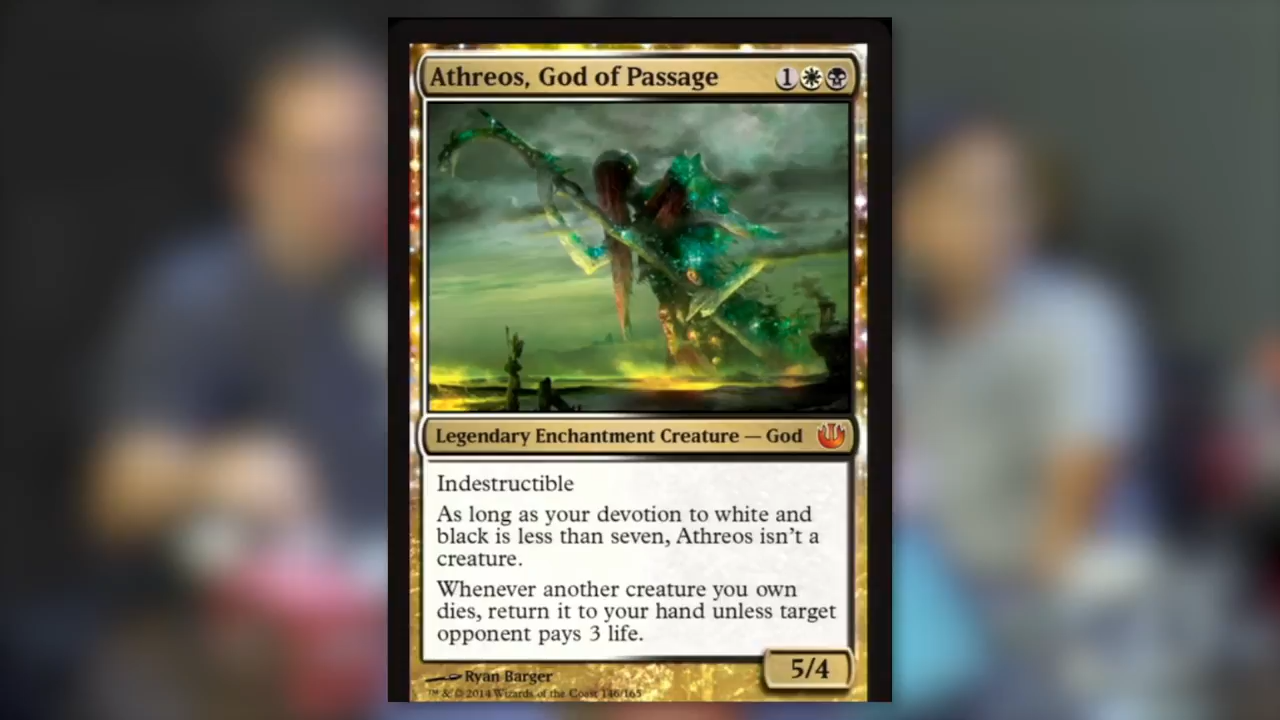 Athreos, God of Passage 1
Legendary Enchantment Creature — God
Indestructible
As long as your devotion to white and
black is less than seven, Athreos isn't a
creature.
Whenever another creature you own
dies, return it to your hand unless target
opponent pays 3 life.
5/4
Ryan Barger
™ & © 2014 Wizards of the Coast 146/165